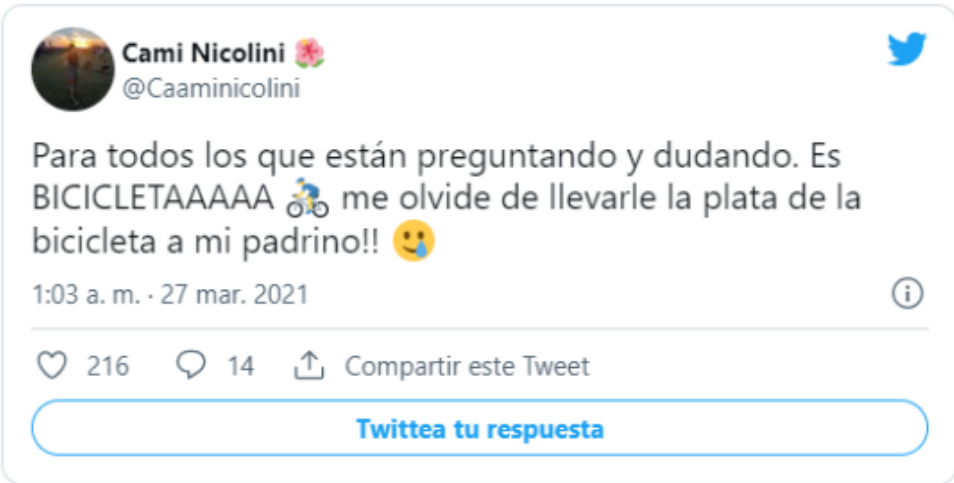 Cami Nicolini 🌺
@Caaminicolini
Para todos los que están preguntando y dudando. Es
BICICLETAAAAA 🚴‍♂️ me olvide de llevarle la plata de la
bicicleta a mi padrino!! 🥲
1:03 a. m. · 27 mar. 2021
216 14 Compartir este Tweet
Twittea tu respuesta